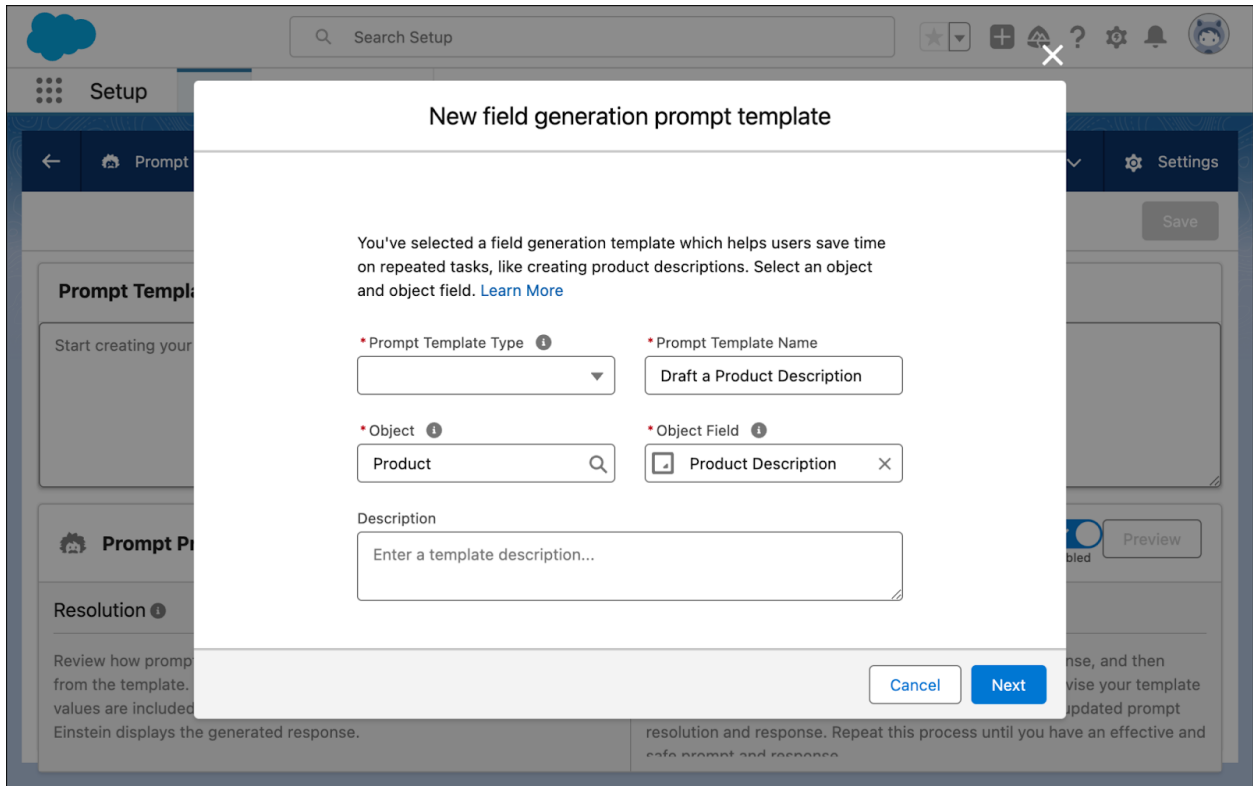 Search Setup
Setup
New field generation prompt template
Prompt
Settings
Save
You've selected a field generation template which helps users save time
on repeated tasks, like creating product descriptions. Select an object
and object field. Learn More
Prompt Templa
Start creating your
* Prompt Template Type
* Prompt Template Name
Draft a Product Description
* Object
* Object Field
Product
Product Description
Description
Enter a template description...
Prompt Pr
bled
Preview
Resolution
Review how promp
from the template.
values are included
Einstein displays the generated response.
Cancel
Next
nse, and then
vise your template
updated prompt
resolution and response. Repeat this process until you have an effective and
safe prompt and response